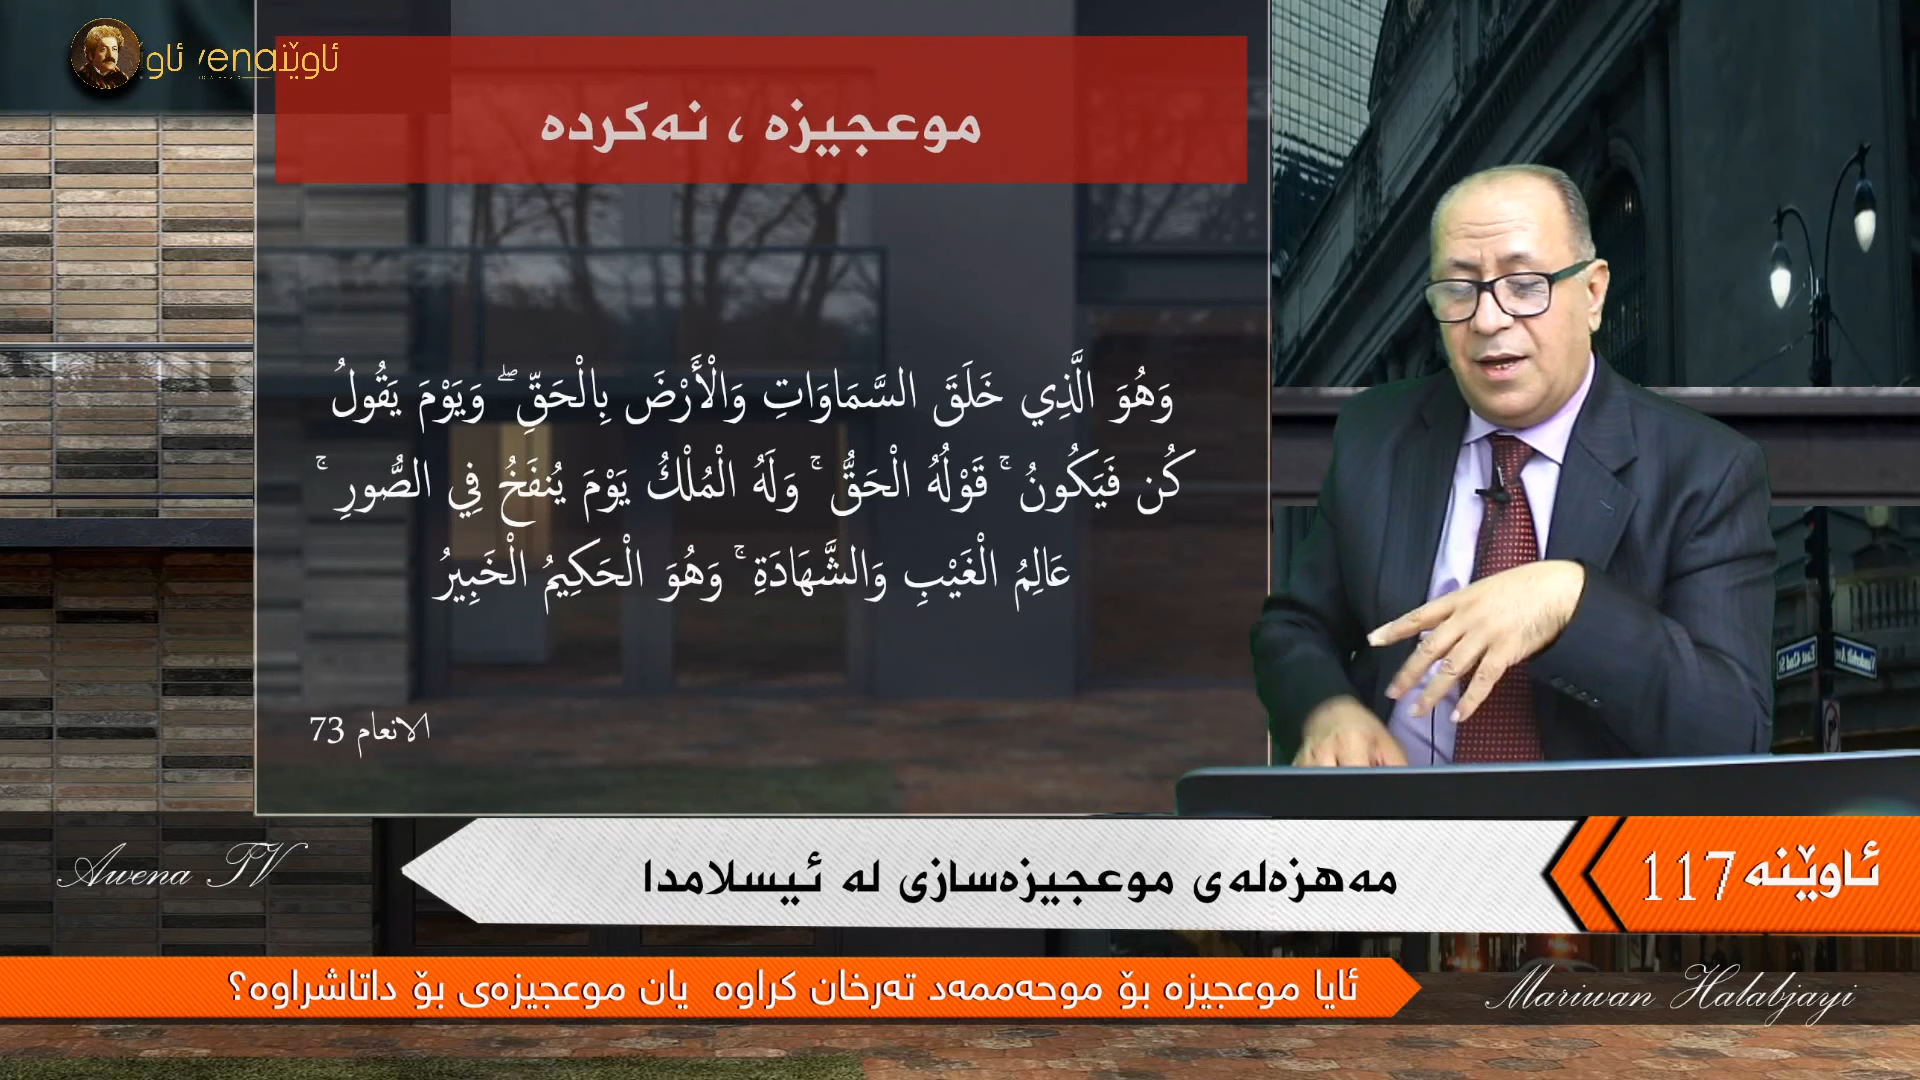 ئاوێنە
موعجیزە ، نەکردە
وَهُوَ الَّذِي خَلَقَ السَّمَاوَاتِ وَالْأَرْضَ بِالْحَقِّ ۖ وَيَوْمَ يَقُولُ
كُن فَيَكُونُ ۚ قَوْلُهُ الْحَقُّ ۚ وَلَهُ الْمُلْكُ يَوْمَ يُنفَخُ فِي الصُّورِ ۚ
عَالِمُ الْغَيْبِ وَالشَّهَادَةِ ۚ وَهُوَ الْحَكِيمُ الْخَبِيرُ
الانعام 73
Awena TV
مەهزەلەی موعجیزەسازی لە ئیسلامدا
ئاوێنە 117
ئایا موعجیزە بۆ موحەممەد تەرخان کراوە یان موعجیزەی بۆ داتاشراوە؟
Mariwan Halabjayi